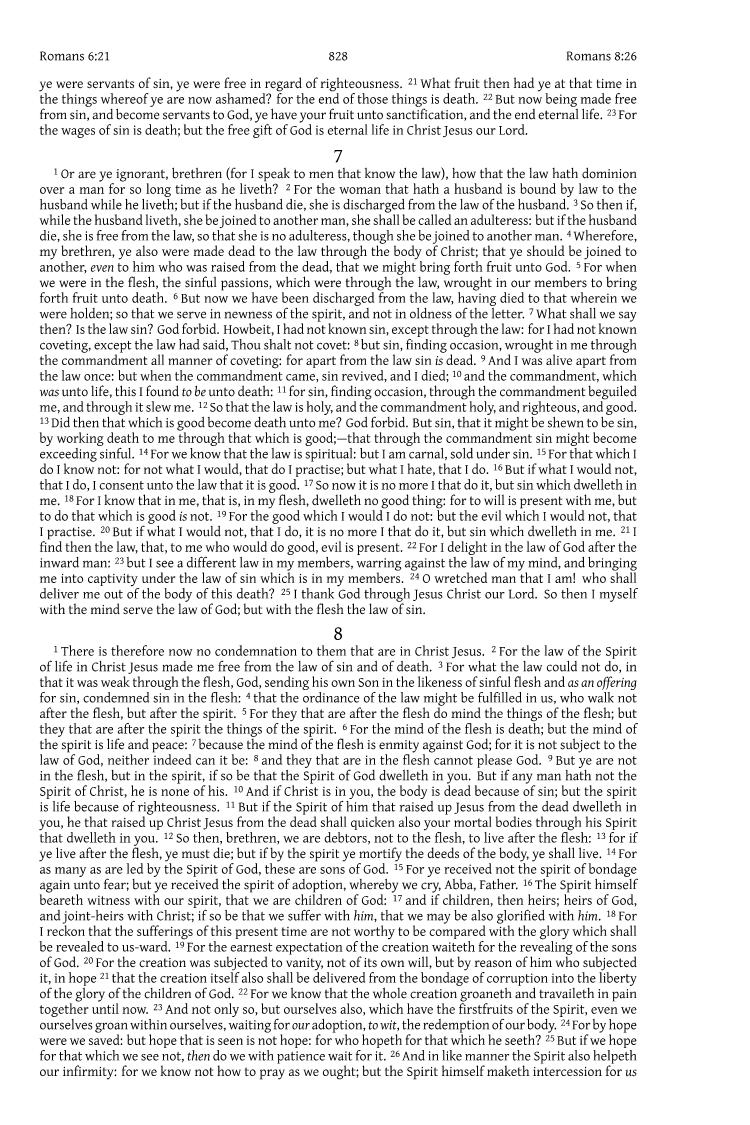 Romans 6:21 828 Romans 8:26
ye were servants of sin, ye were free in regard of righteousness. 21 What fruit then had ye at that time in
the things whereof ye are now ashamed? for the end of those things is death. 22 But now being made free
from sin, and become servants to God, ye have your fruit unto sanctification, and the end eternal life. 23 For
the wages of sin is death; but the free gift of God is eternal life in Christ Jesus our Lord.
7
1 Or are ye ignorant, brethren (for I speak to men that know the law), how that the law hath dominion
over a man for so long time as he liveth? 2 For the woman that hath a husband is bound by law to the
husband while he liveth; but if the husband die, she is discharged from the law of the husband. 3 So then if,
while the husband liveth, she be joined to another man, she shall be called an adulteress: but if the husband
die, she is free from the law, so that she is no adulteress, though she be joined to another man. 4 Wherefore,
my brethren, ye also were made dead to the law through the body of Christ; that ye should be joined to
another, even to him who was raised from the dead, that we might bring forth fruit unto God. 5 For when
we were in the flesh, the sinful passions, which were through the law, wrought in our members to bring
forth fruit unto death. 6 But now we have been discharged from the law, having died to that wherein we
were holden; so that we serve in newness of the spirit, and not in oldness of the letter. 7 What shall we say
then? Is the law sin? God forbid. Howbeit, I had not known sin, except through the law: for I had not known
coveting, except the law had said, Thou shalt not covet: 8 but sin, finding occasion, wrought in me through
the commandment all manner of coveting: for apart from the law sin is dead. 9 And I was alive apart from
the law once: but when the commandment came, sin revived, and I died; 10 and the commandment, which
was unto life, this I found to be unto death: 11 for sin, finding occasion, through the commandment beguiled
me, and through it slew me. 12 So that the law is holy, and the commandment holy, and righteous, and good.
13 Did then that which is good become death unto me? God forbid. But sin, that it might be shewn to be sin,
by working death to me through that which is good;—that through the commandment sin might become
exceeding sinful. 14 For we know that the law is spiritual: but I am carnal, sold under sin. 15 For that which I
do I know not: for not what I would, that do I practise; but what I hate, that I do. 16 But if what I would not,
that I do, I consent unto the law that it is good. 17 So now it is no more I that do it, but sin which dwelleth in
me. 18 For I know that in me, that is, in my flesh, dwelleth no good thing: for to will is present with me, but
to do that which is good is not. 19 For the good which I would I do not: but the evil which I would not, that
I practise. 20 But if what I would not, that I do, it is no more I that do it, but sin which dwelleth in me. 21 I
find then the law, that, to me who would do good, evil is present. 22 For I delight in the law of God after the
inward man: 23 but I see a different law in my members, warring against the law of my mind, and bringing
me into captivity under the law of sin which is in my members. 24 O wretched man that I am! who shall
deliver me out of the body of this death? 25 I thank God through Jesus Christ our Lord. So then I myself
with the mind serve the law of God; but with the flesh the law of sin.
8
1 There is therefore now no condemnation to them that are in Christ Jesus. 2 For the law of the Spirit
of life in Christ Jesus made me free from the law of sin and of death. 3 For what the law could not do, in
that it was weak through the flesh, God, sending his own Son in the likeness of sinful flesh and as an offering
for sin, condemned sin in the flesh: 4 that the ordinance of the law might be fulfilled in us, who walk not
after the flesh, but after the spirit. 5 For they that are after the flesh do mind the things of the flesh; but
they that are after the spirit the things of the spirit. 6 For the mind of the flesh is death; but the mind of
the spirit is life and peace: 7 because the mind of the flesh is enmity against God; for it is not subject to the
law of God, neither indeed can it be: 8 and they that are in the flesh cannot please God. 9 But ye are not
in the flesh, but in the spirit, if so be that the Spirit of God dwelleth in you. But if any man hath not the
Spirit of Christ, he is none of his. 10 And if Christ is in you, the body is dead because of sin; but the spirit
is life because of righteousness. 11 But if the Spirit of him that raised up Jesus from the dead dwelleth in
you, he that raised up Christ Jesus from the dead shall quicken also your mortal bodies through his Spirit
that dwelleth in you. 12 So then, brethren, we are debtors, not to the flesh, to live after the flesh: 13 for if
ye live after the flesh, ye must die; but if by the spirit ye mortify the deeds of the body, ye shall live. 14 For
as many as are led by the Spirit of God, these are sons of God. 15 For ye received not the spirit of bondage
again unto fear; but ye received the spirit of adoption, whereby we cry, Abba, Father. 16 The Spirit himself
beareth witness with our spirit, that we are children of God: 17 and if children, then heirs; heirs of God,
and joint-heirs with Christ; if so be that we suffer with him, that we may be also glorified with him. 18 For
I reckon that the sufferings of this present time are not worthy to be compared with the glory which shall
be revealed to us-ward. 19 For the earnest expectation of the creation waiteth for the revealing of the sons
of God. 20 For the creation was subjected to vanity, not of its own will, but by reason of him who subjected
it, in hope 21 that the creation itself also shall be delivered from the bondage of corruption into the liberty
of the glory of the children of God. 22 For we know that the whole creation groaneth and travaileth in pain
together until now. 23 And not only so, but ourselves also, which have the firstfruits of the Spirit, even we
ourselves groan within ourselves, waiting for our adoption, to wit, the redemption of our body. 24 For by hope
were we saved: but hope that is seen is not hope: for who hopeth for that which he seeth? 25 But if we hope
for that which we see not, then do we with patience wait for it. 26 And in like manner the Spirit also helpeth
our infirmity: for we know not how to pray as we ought; but the Spirit himself maketh intercession for us